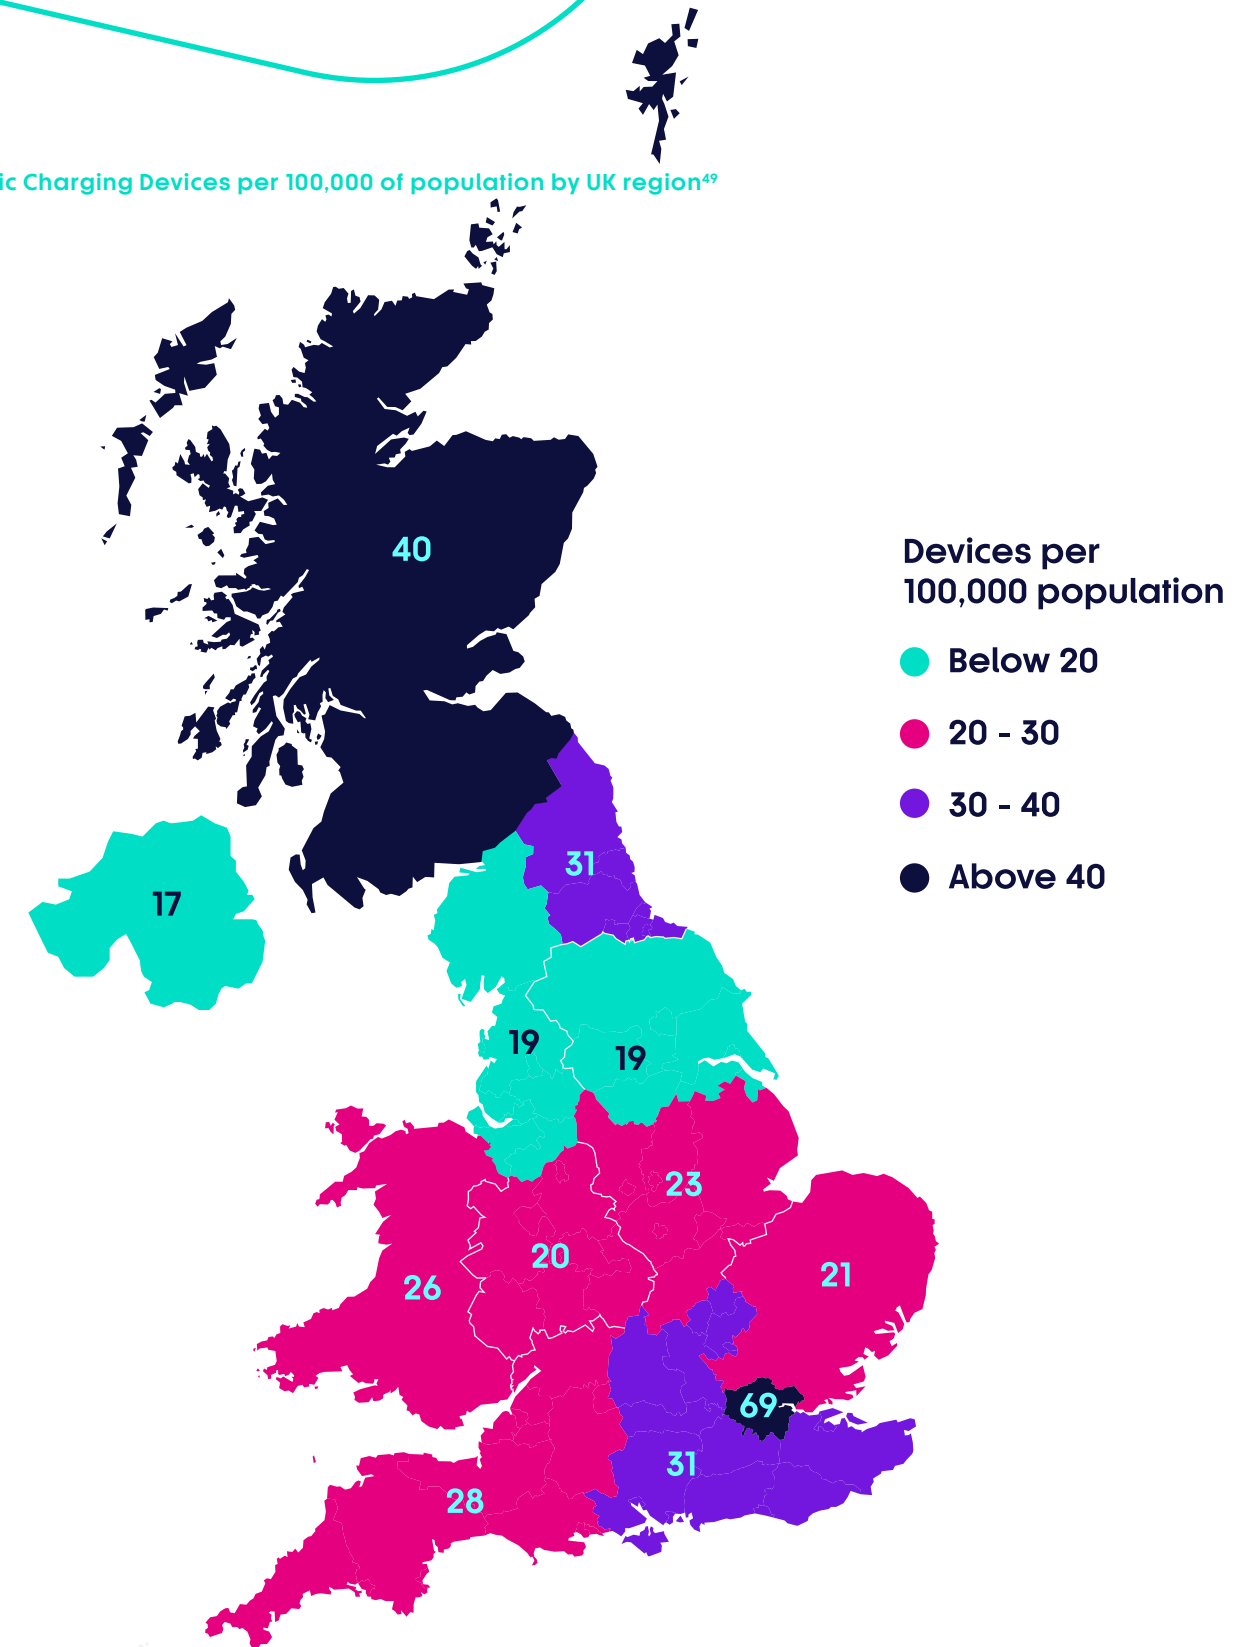 Charging Devices per 100,000 of population by UK region⁴⁹
40
Devices per
100,000 population
Below 20
20 - 30
30 - 40
Above 40
31
17
19
19
23
20
21
26
69
31
28